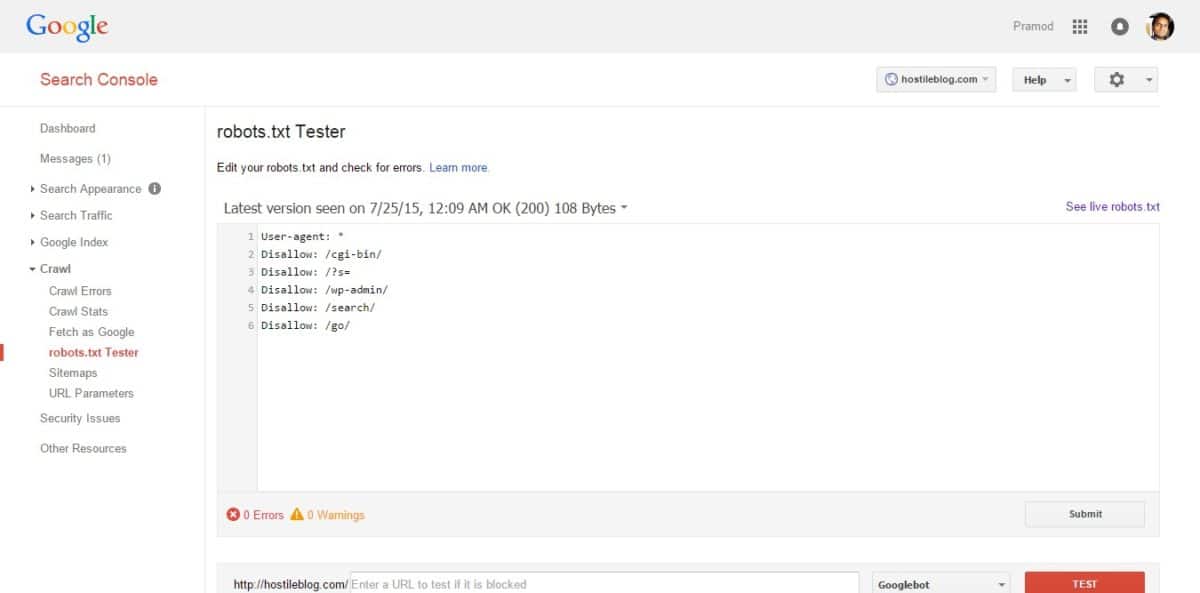 Google
Pramod
Search Console
hostileblog.com
Help
Dashboard
Messages (1)
Search Appearance
Search Traffic
Google Index
Crawl
Crawl Errors
Crawl Stats
Fetch as Google
robots.txt Tester
Sitemaps
URL Parameters
Security Issues
Other Resources
robots.txt Tester
Edit your robots.txt and check for errors. Learn more.
Latest version seen on 7/25/15, 12:09 AM OK (200) 108 Bytes
See live robots.txt
1 User-agent: *
2 Disallow: /cgi-bin/
3 Disallow: /?s=
4 Disallow: /wp-admin/
5 Disallow: /search/
6 Disallow: /go/
0 Errors 0 Warnings
Submit
http://hostileblog.com/ Enter a URL to test if it is blocked
Googlebot
TEST